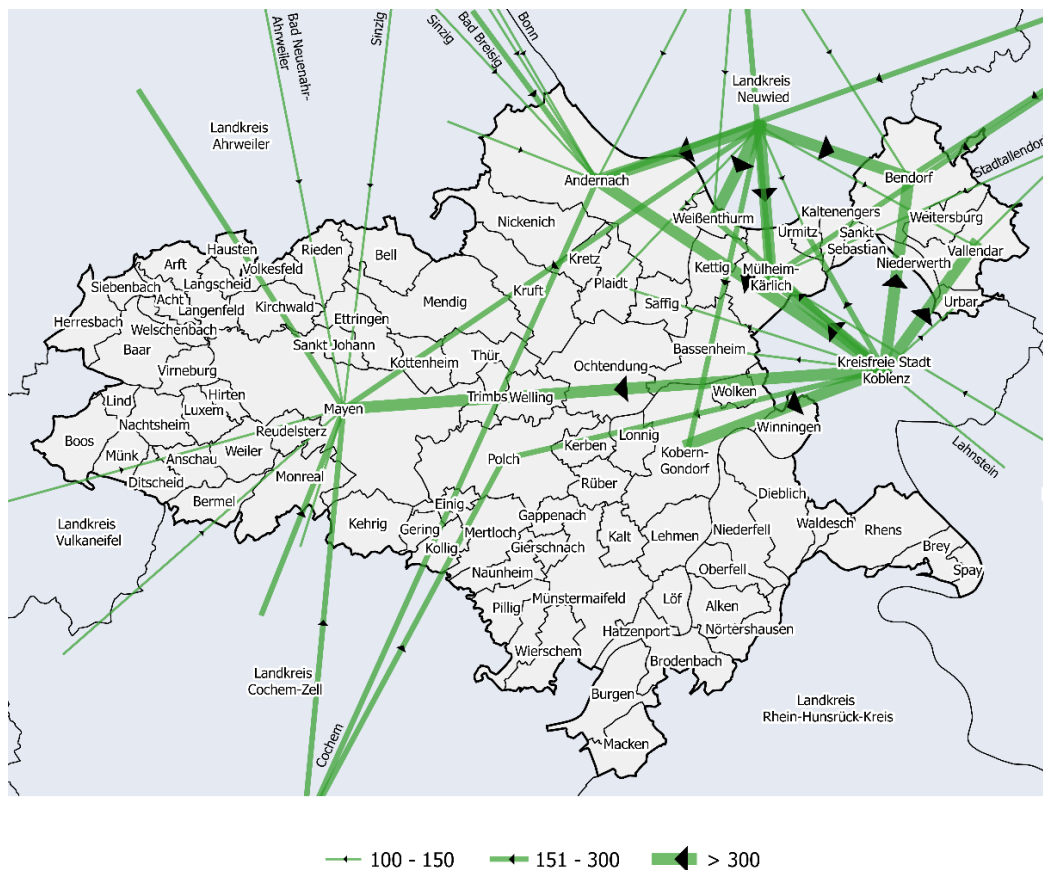 Bad Neuenahr-
Ahrweiler
Sinzig
Sinzig
Bad Breisig
Bonn
Landkreis
Neuwied
Landkreis
Ahrweiler
Stadtallendorf
Andernach
Bendorf
Nickenich
Weißenthurm
Kaltenengers
Weitersburg
Urmitz
Sankt
Sebastian
Vallendar
Hausten
Rieden
Bell
Kretz
Kettig
Mülheim-
Kärlich
Niederwerth
Arft
Volkesfeld
Siebenbach
Langscheid
Plaidt
Acht
Langenfeld
Kirchwald
Mendig
Kruft
Saffig
Urbar
Herresbach
Welschenbach
Ettringen
Baar
Sankt Johann
Kottenheim
Thür
Bassenheim
Ochtendung
Kreisfreie Stadt
Koblenz
Virneburg
Lind
Hirten
Luxem
Mayen
Trimbs
Welling
Wolken
Nachtsheim
Reudelsterz
Winningen
Boos
Münk
Anschau
Weiler
Monreal
Polch
Kerben
Lonnig
Kobern-
Gondorf
Lahnstein
Ditscheid
Bermel
Rüber
Dieblich
Einig
Kehrig
Gering
Kollig
Mertloch
Gappenach
Gierschnach
Kalt
Lehmen
Niederfell
Waldesch
Rhens
Brey
Spay
Landkreis
Vulkaneifel
Naunheim
Oberfell
Pillig
Münstermaifeld
Löf
Alken
Hatzenport
Nörtershausen
Wierschem
Brodenbach
Landkreis
Cochem-Zell
Burgen
Landkreis
Rhein-Hunsrück-Kreis
Cochem
Macken
100 - 150
151 - 300
> 300